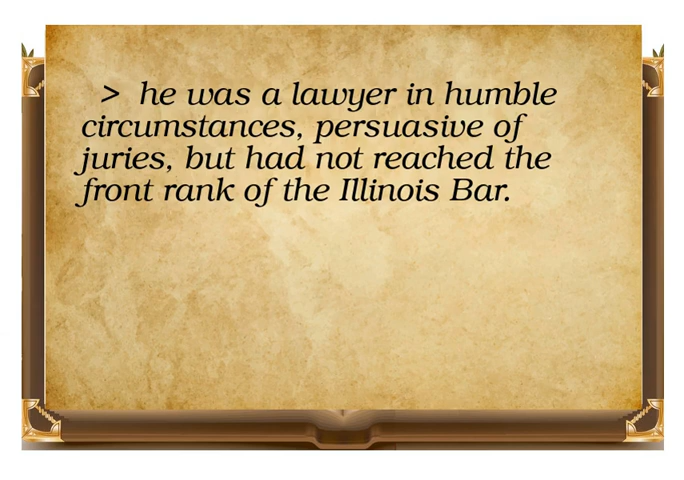 > he was a lawyer in humble
circumstances, persuasive of
juries, but had not reached the
front rank of the Illinois Bar.